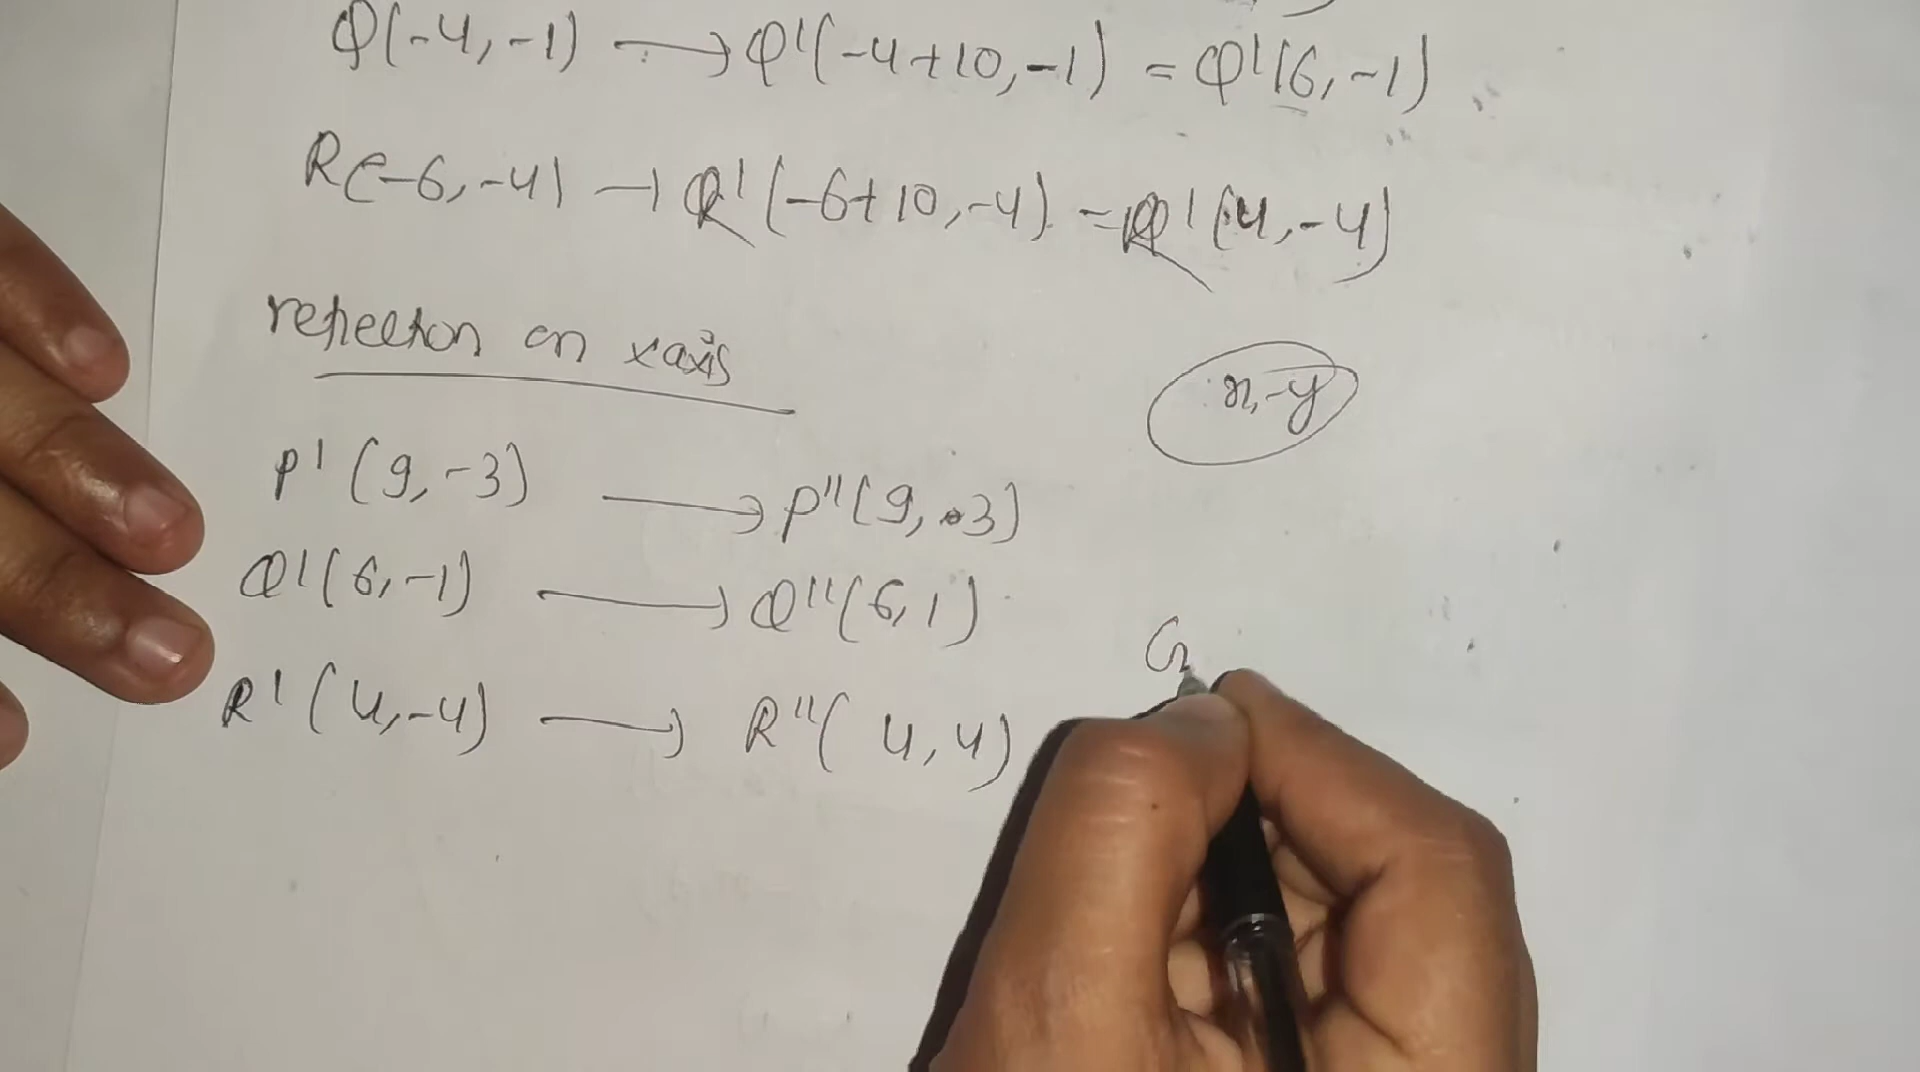 Q(-4,-1) → Q'(-4+10,-1) = Q'(6,-1)
R(-6,-4) → R'(-6+10,-4) = R'(4,-4)
reflection on x axis
x,-y
P'(9,-3) → P''(9,3)
Q'(6,-1) → Q''(6,1)
R'(4,-4) → R''(4,4)